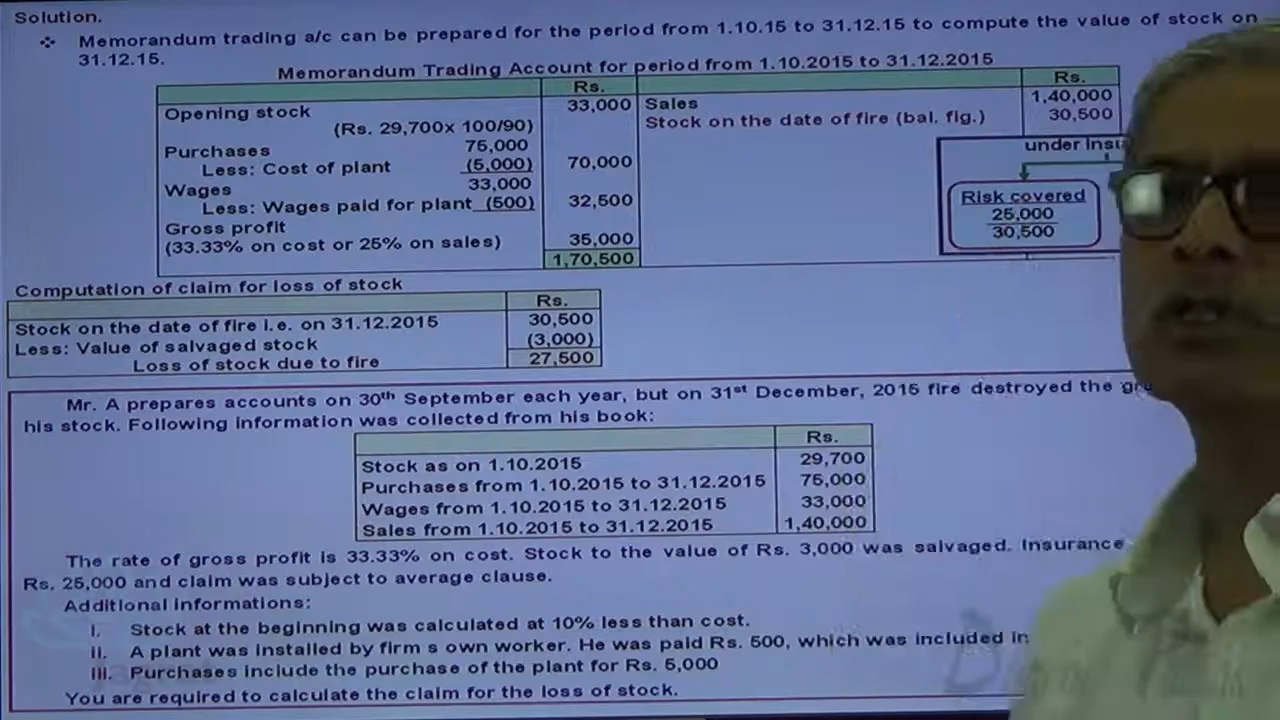 Solution.
❖ Memorandum trading a/c can be prepared for the period from 1.10.15 to 31.12.15 to compute the value of stock on
31.12.15.
Memorandum Trading Account for period from 1.10.2015 to 31.12.2015
Rs. Rs.
Opening stock 33,000 Sales 1,40,000
(Rs. 29,700x 100/90) Stock on the date of fire (bal. fig.) 30,500
Purchases 75,000
Less: Cost of plant (5,000) 70,000
Wages 33,000
Less: Wages paid for plant (500) 32,500
Gross profit
(33.33% on cost or 25% on sales) 35,000
1,70,500
under
Risk covered
25,000
30,500
Computation of claim for loss of stock
Rs.
Stock on the date of fire i.e. on 31.12.2015 30,500
Less: Value of salvaged stock (3,000)
Loss of stock due to fire 27,500
Mr. A prepares accounts on 30th September each year, but on 31st December, 2015 fire destroyed the
his stock. Following information was collected from his book:
Rs.
Stock as on 1.10.2015 29,700
Purchases from 1.10.2015 to 31.12.2015 75,000
Wages from 1.10.2015 to 31.12.2015 33,000
Sales from 1.10.2015 to 31.12.2015 1,40,000
The rate of gross profit is 33.33% on cost. Stock to the value of Rs. 3,000 was salvaged. Insurance
Rs. 25,000 and claim was subject to average clause.
Additional informations:
I. Stock at the beginning was calculated at 10% less than cost.
II. A plant was installed by firm s own worker. He was paid Rs. 500, which was included in
III. Purchases include the purchase of the plant for Rs. 5,000
You are required to calculate the claim for the loss of stock.